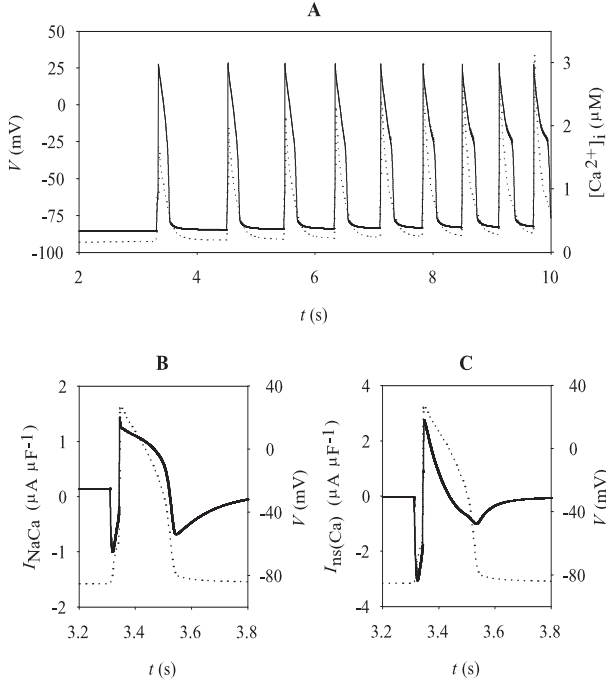 A
50
25
0
-25
-50
-75
-100
V (mV)
3
2
1
0
[Ca2+]i (μM)
2 4 6 8 10
t (s)
B
2
1
0
-1
-2
INaCa (μA μF-1)
40
0
-40
-80
V (mV)
3.2 3.4 3.6 3.8
t (s)
C
4
2
0
-2
-4
Ins(Ca) (μA μF-1)
40
0
-40
-80
V (mV)
3.2 3.4 3.6 3.8
t (s)